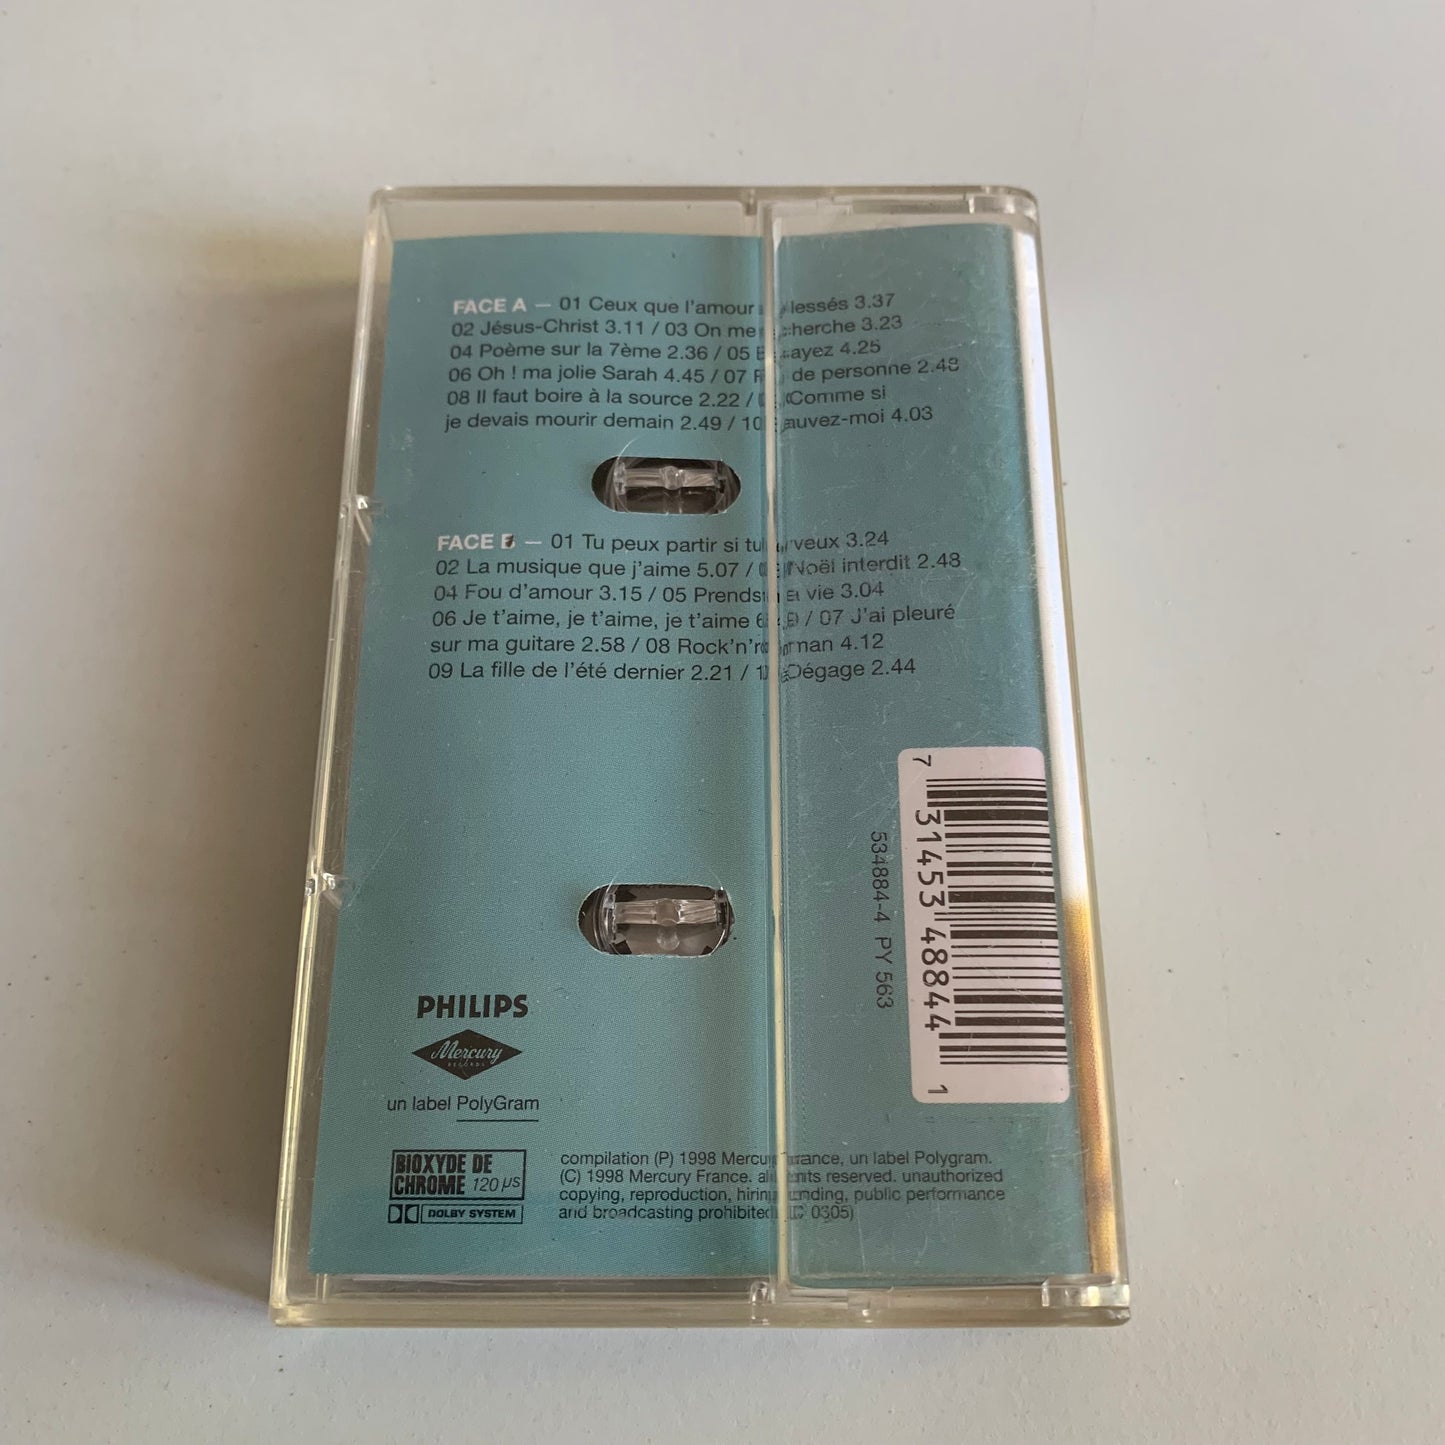 FACE A — 01 Ceux que l'amour lessés 3.37
02 Jésus-Christ 3.11 / 03 On me cherche 3.23
04 Poème sur la 7ème 2.36 / 05 Essayez 4.25
06 Oh ! ma jolie Sarah 4.45 / 07 de personne 2.48
08 Il faut boire à la source 2.22 / Comme si
je devais mourir demain 2.49 / 10 Sauvez-moi 4.03
FACE B — 01 Tu peux partir si tu veux 3.24
02 La musique que j'aime 5.07 / Noël interdit 2.48
04 Fou d'amour 3.15 / 05 Prends vie 3.04
06 Je t'aime, je t'aime, je t'aime / 07 J'ai pleuré
sur ma guitare 2.58 / 08 Rock'n'roll man 4.12
09 La fille de l'été dernier 2.21 / Dégage 2.44
7 31453 48844 1
534884-4 PY 563
PHILIPS
Mercury
RECORDS
un label PolyGram
BIOXYDE DE
CHROME 120 µs
DOLBY SYSTEM
compilation (P) 1998 Mercury France, un label Polygram.
(C) 1998 Mercury France. all rights reserved. unauthorized
copying, reproduction, hiring, lending, public performance
and broadcasting prohibited 0305)